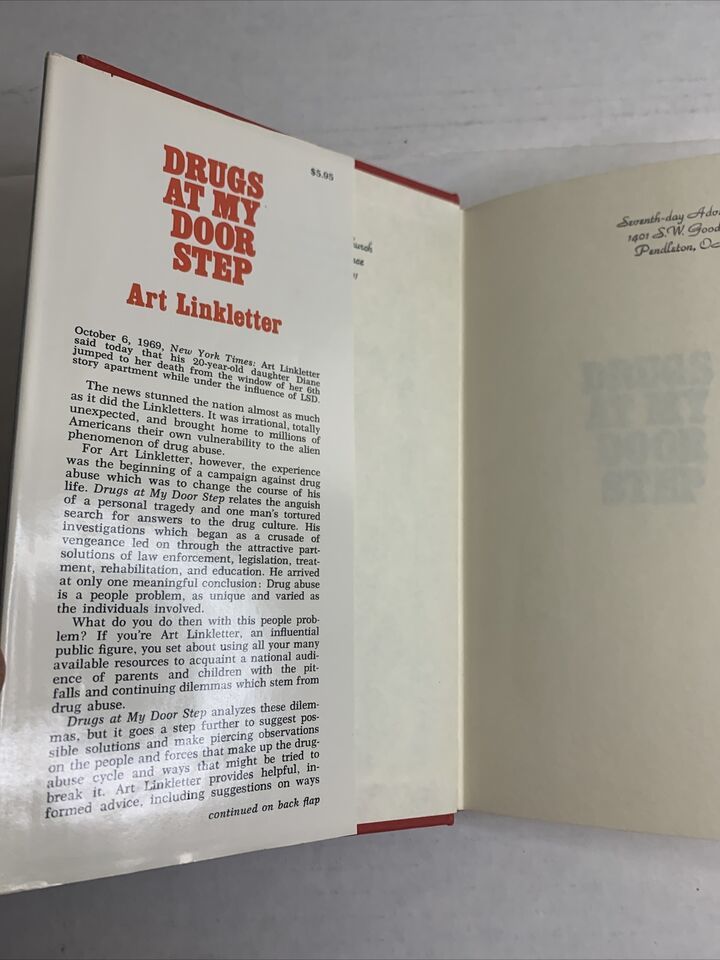 DRUGS
AT MY
DOOR
STEP
$5.95
Art Linkletter
October 6, 1969, New York Times: Art Linkletter
said today that his 20-year-old daughter Diane
jumped to her death from the window of her 6th
story apartment while under the influence of LSD.
The news stunned the nation almost as much
as it did the Linkletters. It was irrational, totally
unexpected, and brought home to millions of
Americans their own vulnerability to the alien
phenomenon of drug abuse.
For Art Linkletter, however, the experience
was the beginning of a campaign against drug
abuse which was to change the course of his
life. Drugs at My Door Step relates the anguish
of a personal tragedy and one man's tortured
search for answers to the drug culture. His
investigations which began as a crusade of
vengeance led on through the attractive part-
solutions of law enforcement, legislation, treat-
ment, rehabilitation, and education. He arrived
at only one meaningful conclusion: Drug abuse
is a people problem, as unique and varied as
the individuals involved.
What do you do then with this people prob-
lem? If you're Art Linkletter, an influential
public figure, you set about using all your many
available resources to acquaint a national audi-
ence of parents and children with the pit-
falls and continuing dilemmas which stem from
drug abuse.
Drugs at My Door Step analyzes these dilem-
mas, but it goes a step further to suggest pos-
sible solutions and make piercing observations
on the people and forces that make up the drug-
abuse cycle and ways that might be tried to
break it. Art Linkletter provides helpful, in-
formed advice, including suggestions on ways
continued on back flap
Seventh-day
1401 S.W.
Pendleton,